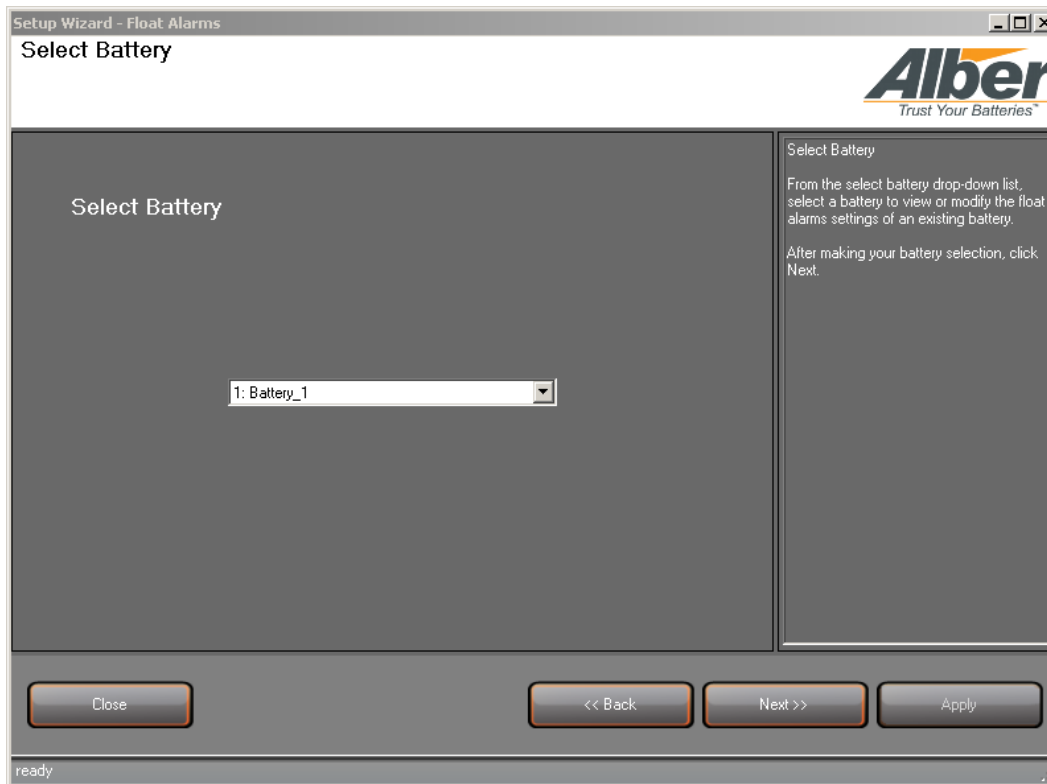 Setup Wizard - Float Alarms
Select Battery
Alber
Trust Your Batteries™
Select Battery
1: Battery_1
Select Battery
From the select battery drop-down list,
select a battery to view or modify the float
alarms settings of an existing battery.
After making your battery selection, click
Next.
Close
<< Back
Next >>
Apply
ready